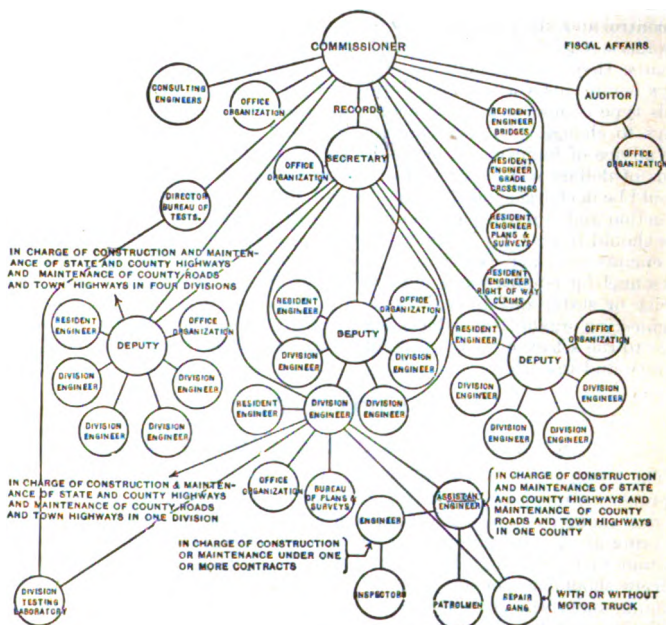 COMMISSIONER
FISCAL AFFAIRS
CONSULTING
ENGINEERS
OFFICE
ORGANIZATION
RECORDS
RESIDENT
ENGINEER
BRIDGES
AUDITOR
SECRETARY
OFFICE
ORGANIZATION
RESIDENT
ENGINEER
GRADE
CROSSINGS
OFFICE
ORGANIZATION
DIRECTOR
BUREAU OF
TESTS.
RESIDENT
ENGINEER
PLANS &
SURVEYS
IN CHARGE OF CONSTRUCTION AND MAINTEN-
ANCE OF STATE AND COUNTY HIGHWAYS
AND MAINTENANCE OF COUNTY ROADS
AND TOWN HIGHWAYS IN FOUR DIVISIONS
RESIDENT
ENGINEER
RIGHT OF WAY
CLAIMS
RESIDENT
ENGINEER
OFFICE
ORGANIZATION
DEPUTY
DIVISION
ENGINEER
DIVISION
ENGINEER
DIVISION
ENGINEER
DIVISION
ENGINEER
RESIDENT
ENGINEER
OFFICE
ORGANIZATION
DEPUTY
DIVISION
ENGINEER
DIVISION
ENGINEER
RESIDENT
ENGINEER
DIVISION
ENGINEER
DIVISION
ENGINEER
RESIDENT
ENGINEER
OFFICE
ORGANIZATION
DEPUTY
DIVISION
ENGINEER
DIVISION
ENGINEER
DIVISION
ENGINEER
DIVISION
ENGINEER
IN CHARGE OF CONSTRUCTION & MAINTEN-
ANCE OF STATE AND COUNTY HIGHWAYS
AND MAINTENANCE OF COUNTY ROADS
AND TOWN HIGHWAYS IN ONE DIVISION
OFFICE
ORGANIZATION
BUREAU
OF PLANS &
SURVEYS
ASSISTANT
ENGINEER
IN CHARGE OF CONSTRUCTION
AND MAINTENANCE OF STATE
AND COUNTY HIGHWAYS AND
MAINTENANCE OF COUNTY
ROADS AND TOWN HIGHWAYS
IN ONE COUNTY
ENGINEER
IN CHARGE OF CONSTRUCTION
OR MAINTENANCE UNDER ONE
OR MORE CONTRACTS
DIVISION
TESTING
LABORATORY
INSPECTORS
PATROLMEN
REPAIR
GANG
WITH OR WITHOUT
MOTOR TRUCK